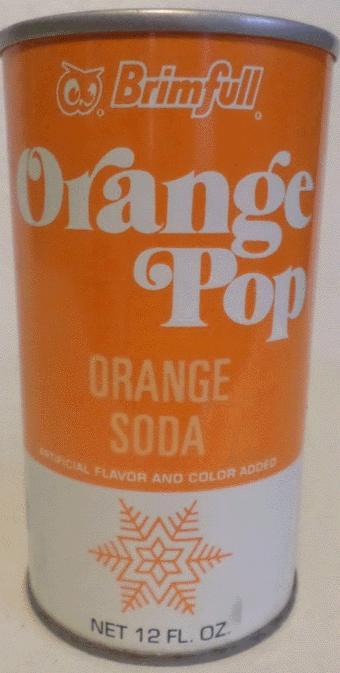 Brimfull
Orange
Pop
ORANGE
SODA
ARTIFICIAL FLAVOR AND COLOR ADDED
NET 12 FL. OZ.